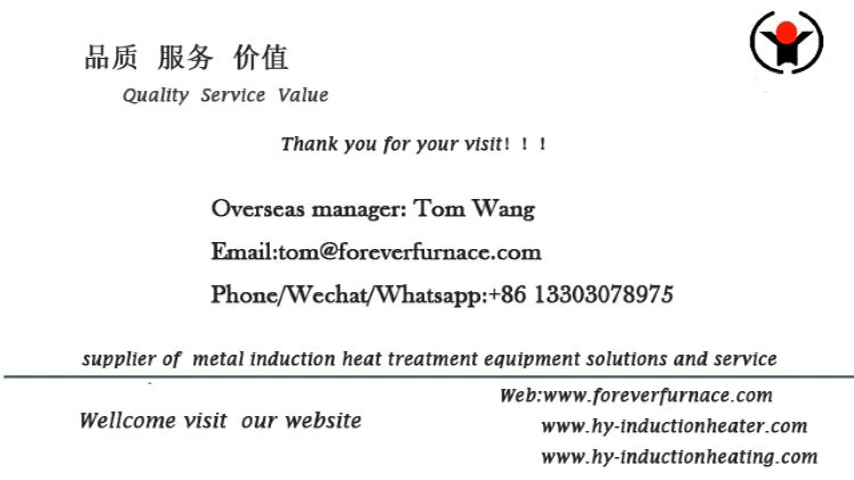 品质 服务 价值
Quality Service Value
Thank you for your visit! ! !
Overseas manager: Tom Wang
Email:tom@foreverfurnace.com
Phone/Wechat/Whatsapp:+86 13303078975
supplier of metal induction heat treatment equipment solutions and service
Web:www.foreverfurnace.com
Wellcome visit our website
www.hy-inductionheater.com
www.hy-inductionheating.com